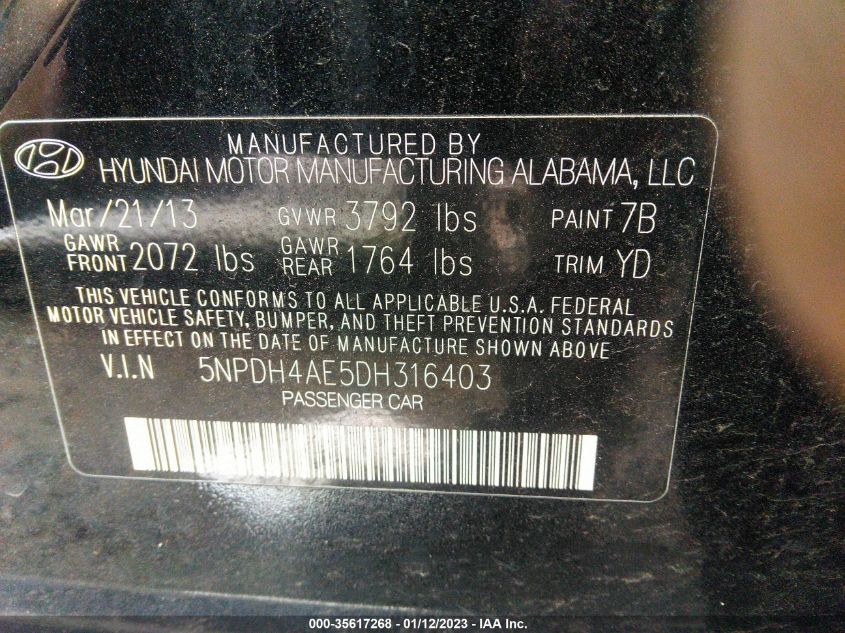 MANUFACTURED BY
HYUNDAI MOTOR MANUFACTURING ALABAMA, LLC
Mar/21/13 GVWR 3792 lbs PAINT 7B
GAWR FRONT 2072 lbs GAWR REAR 1764 lbs TRIM YD
THIS VEHICLE CONFORMS TO ALL APPLICABLE U.S.A. FEDERAL
MOTOR VEHICLE SAFETY, BUMPER, AND THEFT PREVENTION STANDARDS
IN EFFECT ON THE DATE OF MANUFACTURE SHOWN ABOVE
V.I.N 5NPDH4AE5DH316403
PASSENGER CAR
000-35617268 - 01/12/2023 - IAA Inc.